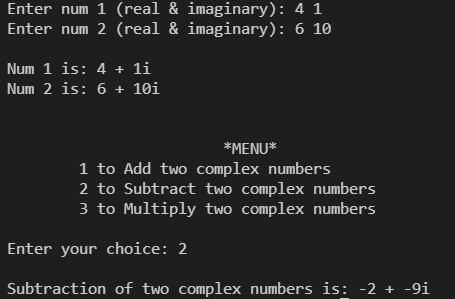 Enter num 1 (real & imaginary): 4 1
Enter num 2 (real & imaginary): 6 10
Num 1 is: 4 + 1i
Num 2 is: 6 + 10i
*MENU*
1 to Add two complex numbers
2 to Subtract two complex numbers
3 to Multiply two complex numbers
Enter your choice: 2
Subtraction of two complex numbers is: -2 + -9i